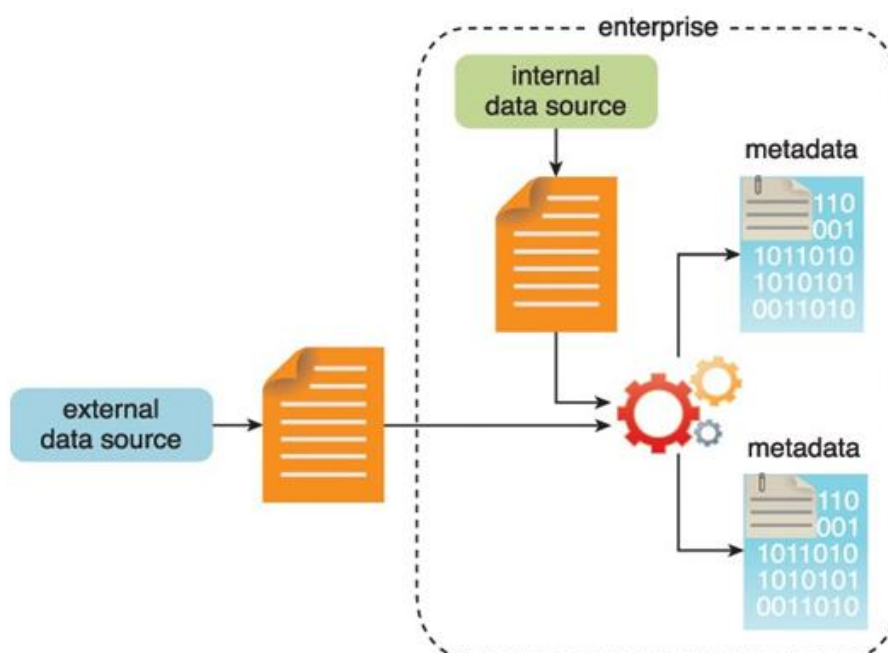 enterprise
internal
data source
metadata
110
001
1011010
1010101
0011010
external
data source
metadata
110
001
1011010
1010101
0011010